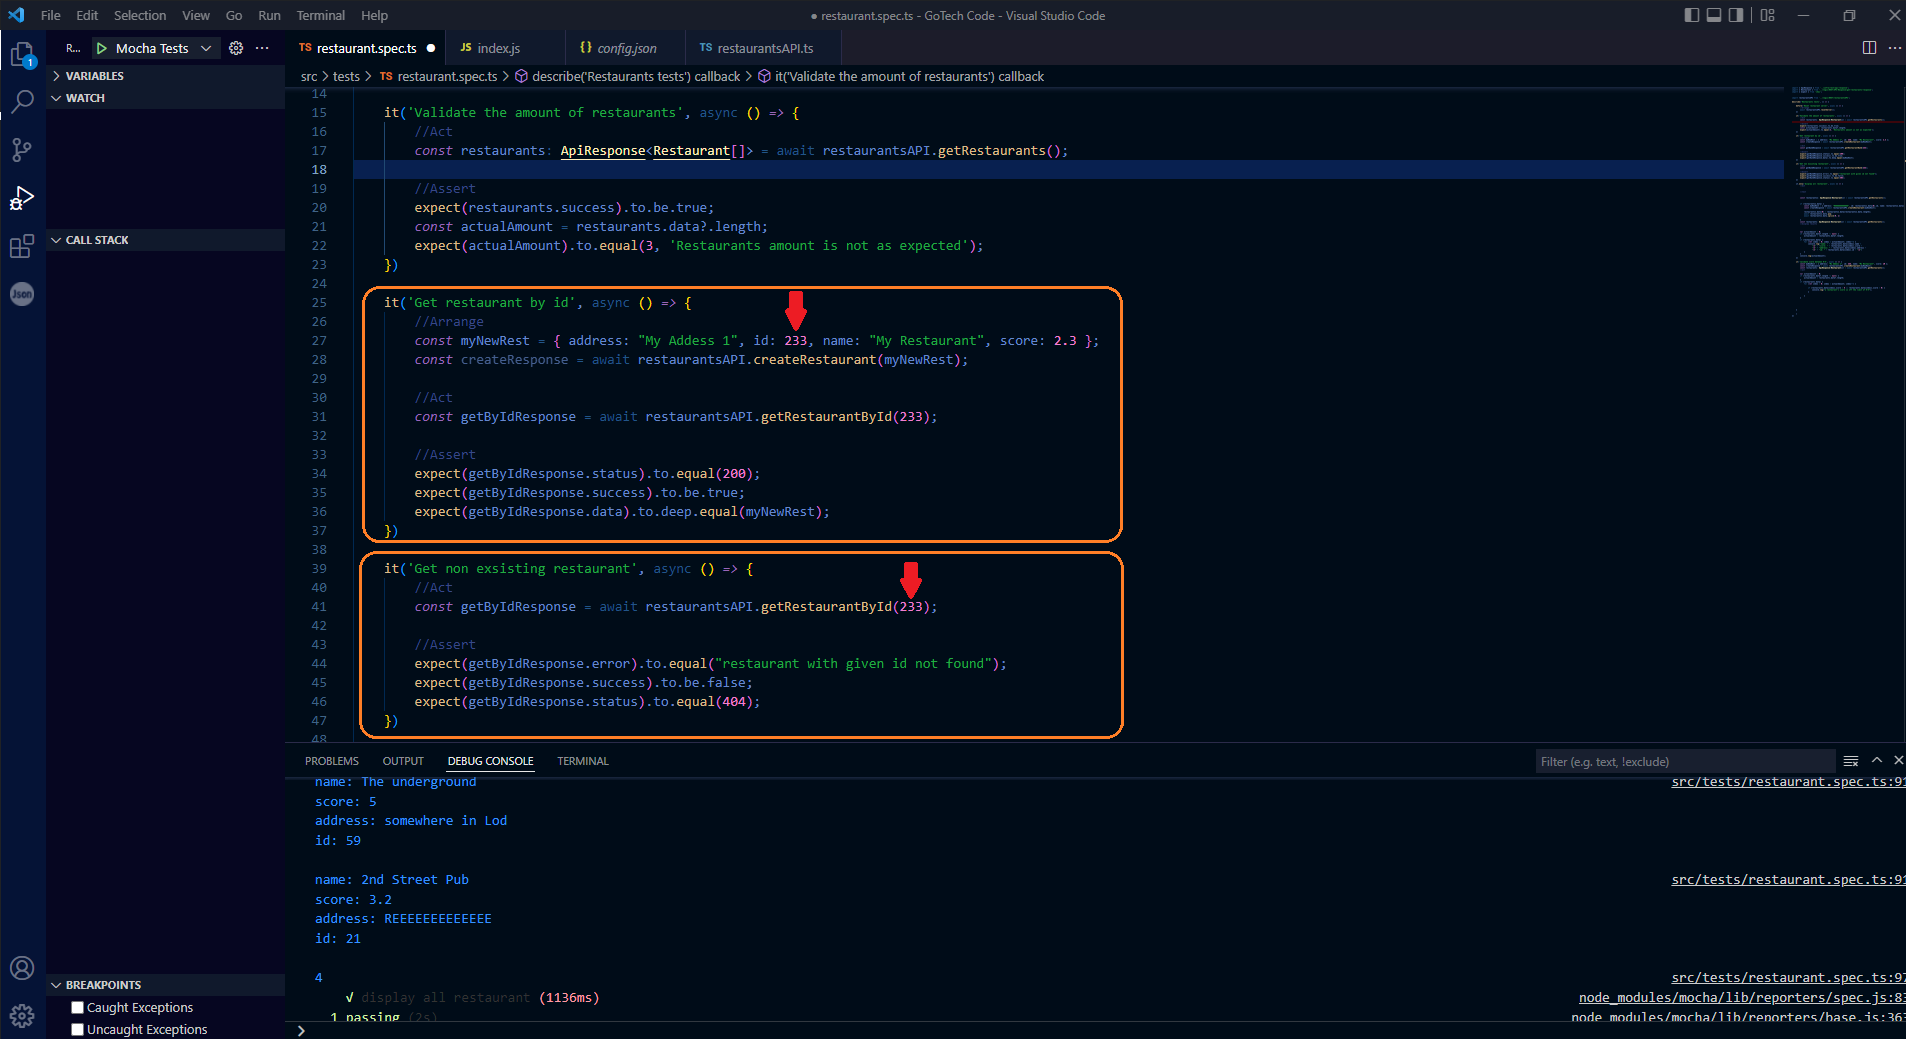 File Edit Selection View Go Run Terminal Help
● restaurant.spec.ts - GoTech Code - Visual Studio Code
1
R... Mocha Tests ···
TS restaurant.spec.ts ●
JS index.js
{} config.json
TS restaurantsAPI.ts
src > tests > TS restaurant.spec.ts > describe('Restaurants tests') callback > it('Validate the amount of restaurants') callback
VARIABLES
WATCH
CALL STACK
Json
BREAKPOINTS
Caught Exceptions
Uncaught Exceptions
14
15 it('Validate the amount of restaurants', async () => {
16 //Act
17 const restaurants: ApiResponse<Restaurant[]> = await restaurantsAPI.getRestaurants();
18
19 //Assert
20 expect(restaurants.success).to.be.true;
21 const actualAmount = restaurants.data?.length;
22 expect(actualAmount).to.equal(3, 'Restaurants amount is not as expected');
23 })
24
25 it('Get restaurant by id', async () => {
26 //Arrange
27 const myNewRest = { address: "My Addess 1", id: 233, name: "My Restaurant", score: 2.3 };
28 const createResponse = await restaurantsAPI.createRestaurant(myNewRest);
29
30 //Act
31 const getByIdResponse = await restaurantsAPI.getRestaurantById(233);
32
33 //Assert
34 expect(getByIdResponse.status).to.equal(200);
35 expect(getByIdResponse.success).to.be.true;
36 expect(getByIdResponse.data).to.deep.equal(myNewRest);
37 })
38
39 it('Get non exsisting restaurant', async () => {
40 //Act
41 const getByIdResponse = await restaurantsAPI.getRestaurantById(233);
42
43 //Assert
44 expect(getByIdResponse.error).to.equal("restaurant with given id not found");
45 expect(getByIdResponse.success).to.be.false;
46 expect(getByIdResponse.status).to.equal(404);
47 })
48
PROBLEMS OUTPUT DEBUG CONSOLE TERMINAL
Filter (e.g. text, !exclude)
name: The underground src/tests/restaurant.spec.ts:91
score: 5
address: somewhere in Lod
id: 59
name: 2nd Street Pub src/tests/restaurant.spec.ts:91
score: 3.2
address: REEEEEEEEEEEEE
id: 21
4 src/tests/restaurant.spec.ts:97
√ display all restaurant (1136ms) node_modules/mocha/lib/reporters/spec.js:83
1 passing (2s) node_modules/mocha/lib/reporters/base.js:363
>